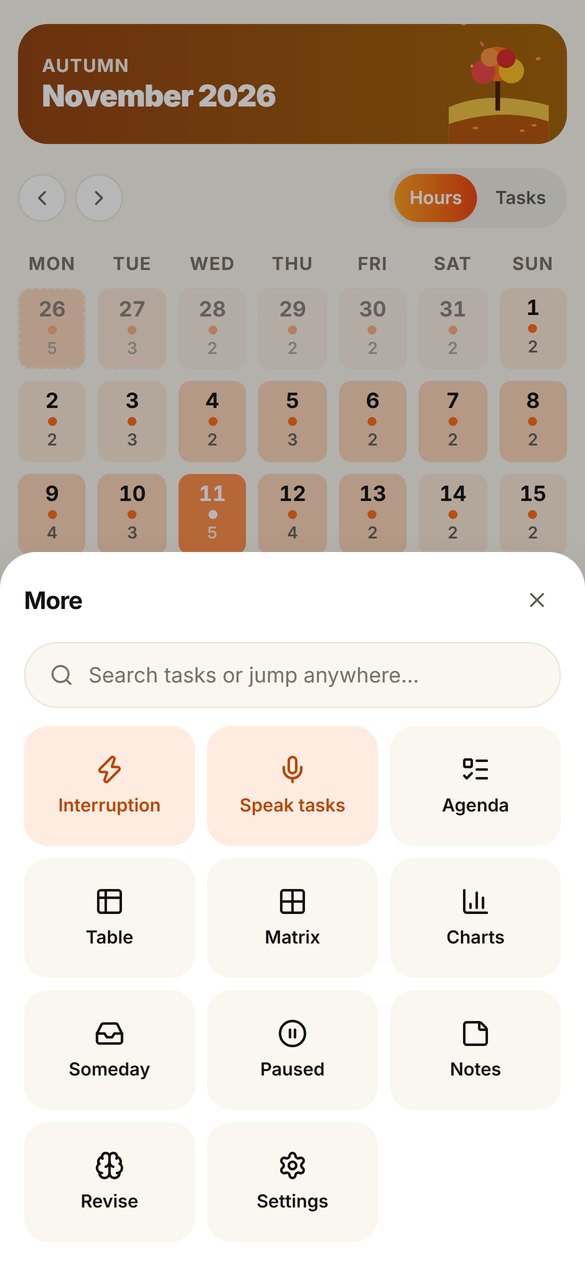 AUTUMN
November 2026
Hours Tasks
MON TUE WED THU FRI SAT SUN
26 27 28 29 30 31 1
5 3 2 2 2 2 2
2 3 4 5 6 7 8
2 3 2 3 2 2 2
9 10 11 12 13 14 15
4 3 5 4 2 2 2
More
Search tasks or jump anywhere...
Interruption Speak tasks Agenda
Table Matrix Charts
Someday Paused Notes
Revise Settings